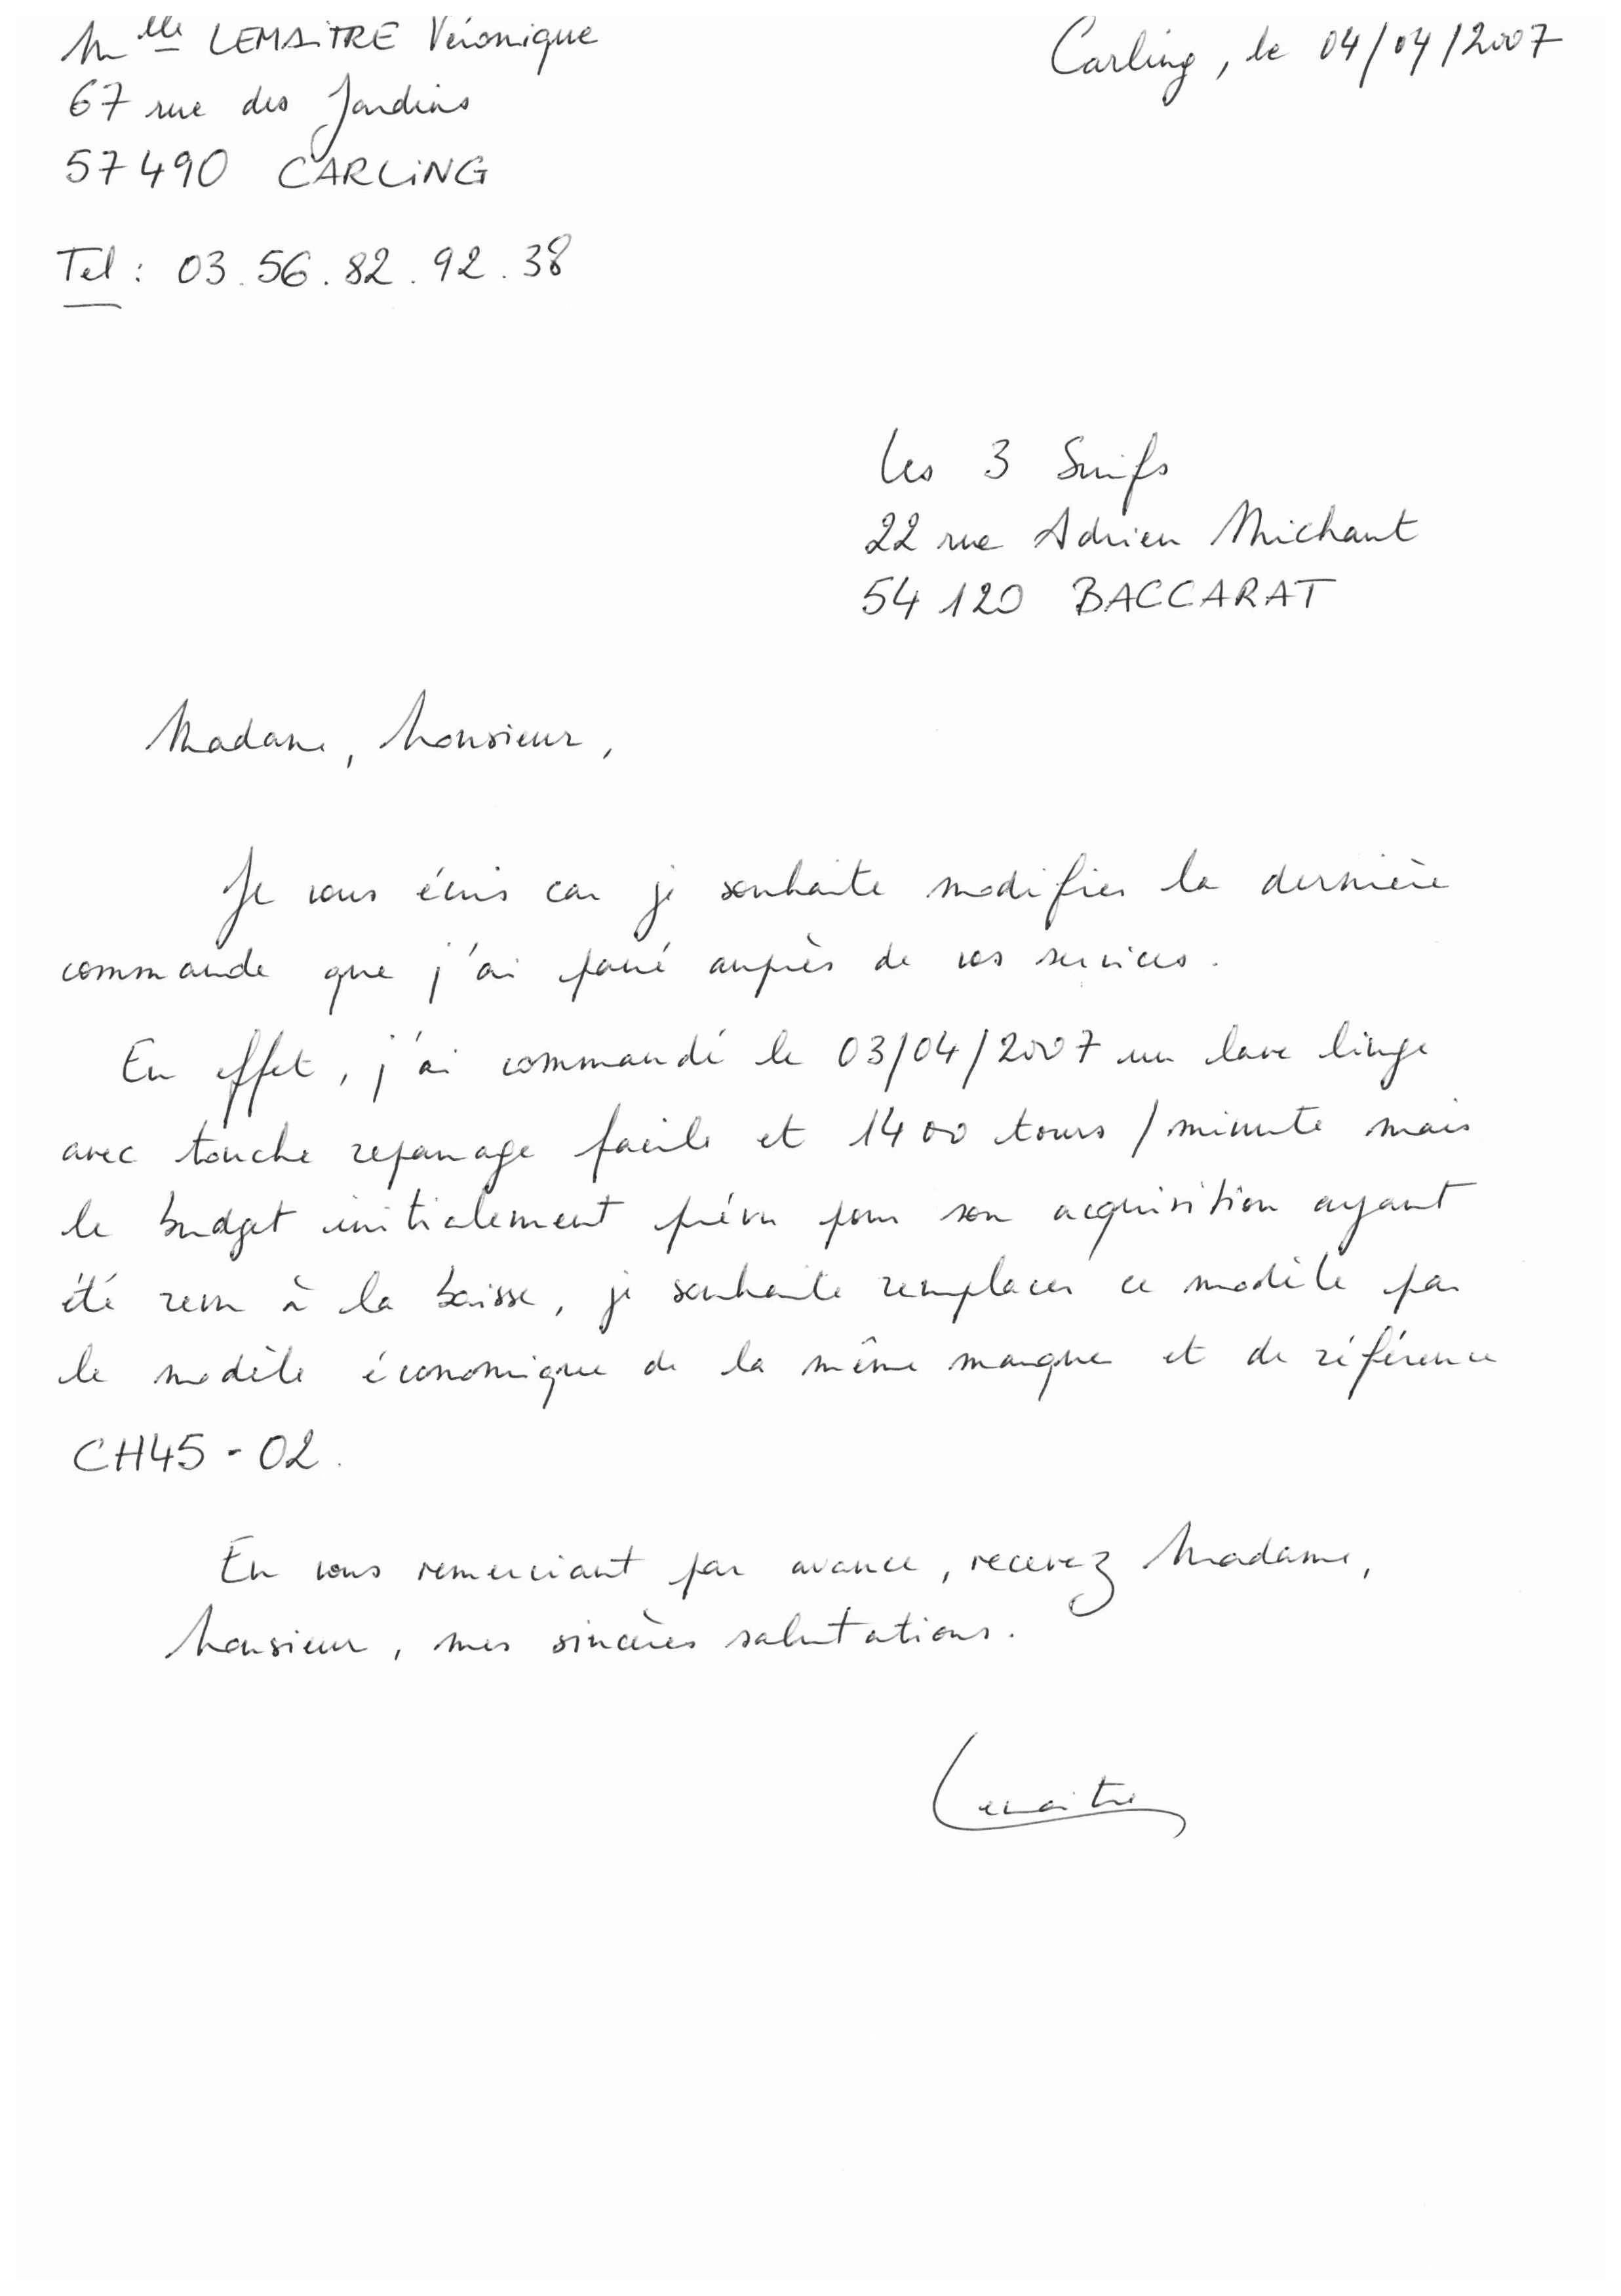 Mlle LEMAITRE Véronique
Carling, le 04/04/2007
67 rue des Jardins
57490 CARLING
Tel : 03.56.82.92.38
Les 3 Suifs
22 rue Adrien Michaut
54120 BACCARAT
Madame, Monsieur,
Je vous écris car je souhaite modifier la dernière
commande que j'ai passé auprès de vos services.
En effet, j'ai commandé le 03/04/2007 un lave linge
avec touche repassage facile et 1400 tours/minute mais
le budget initialement prévu pour son acquisition ayant
été revu à la baisse, je souhaite remplacer ce modèle par
le modèle économique de la même marque et de référence
CH45-02.
En vous remerciant par avance, recevez Madame,
Monsieur, mes sincères salutations.
Lemaitre